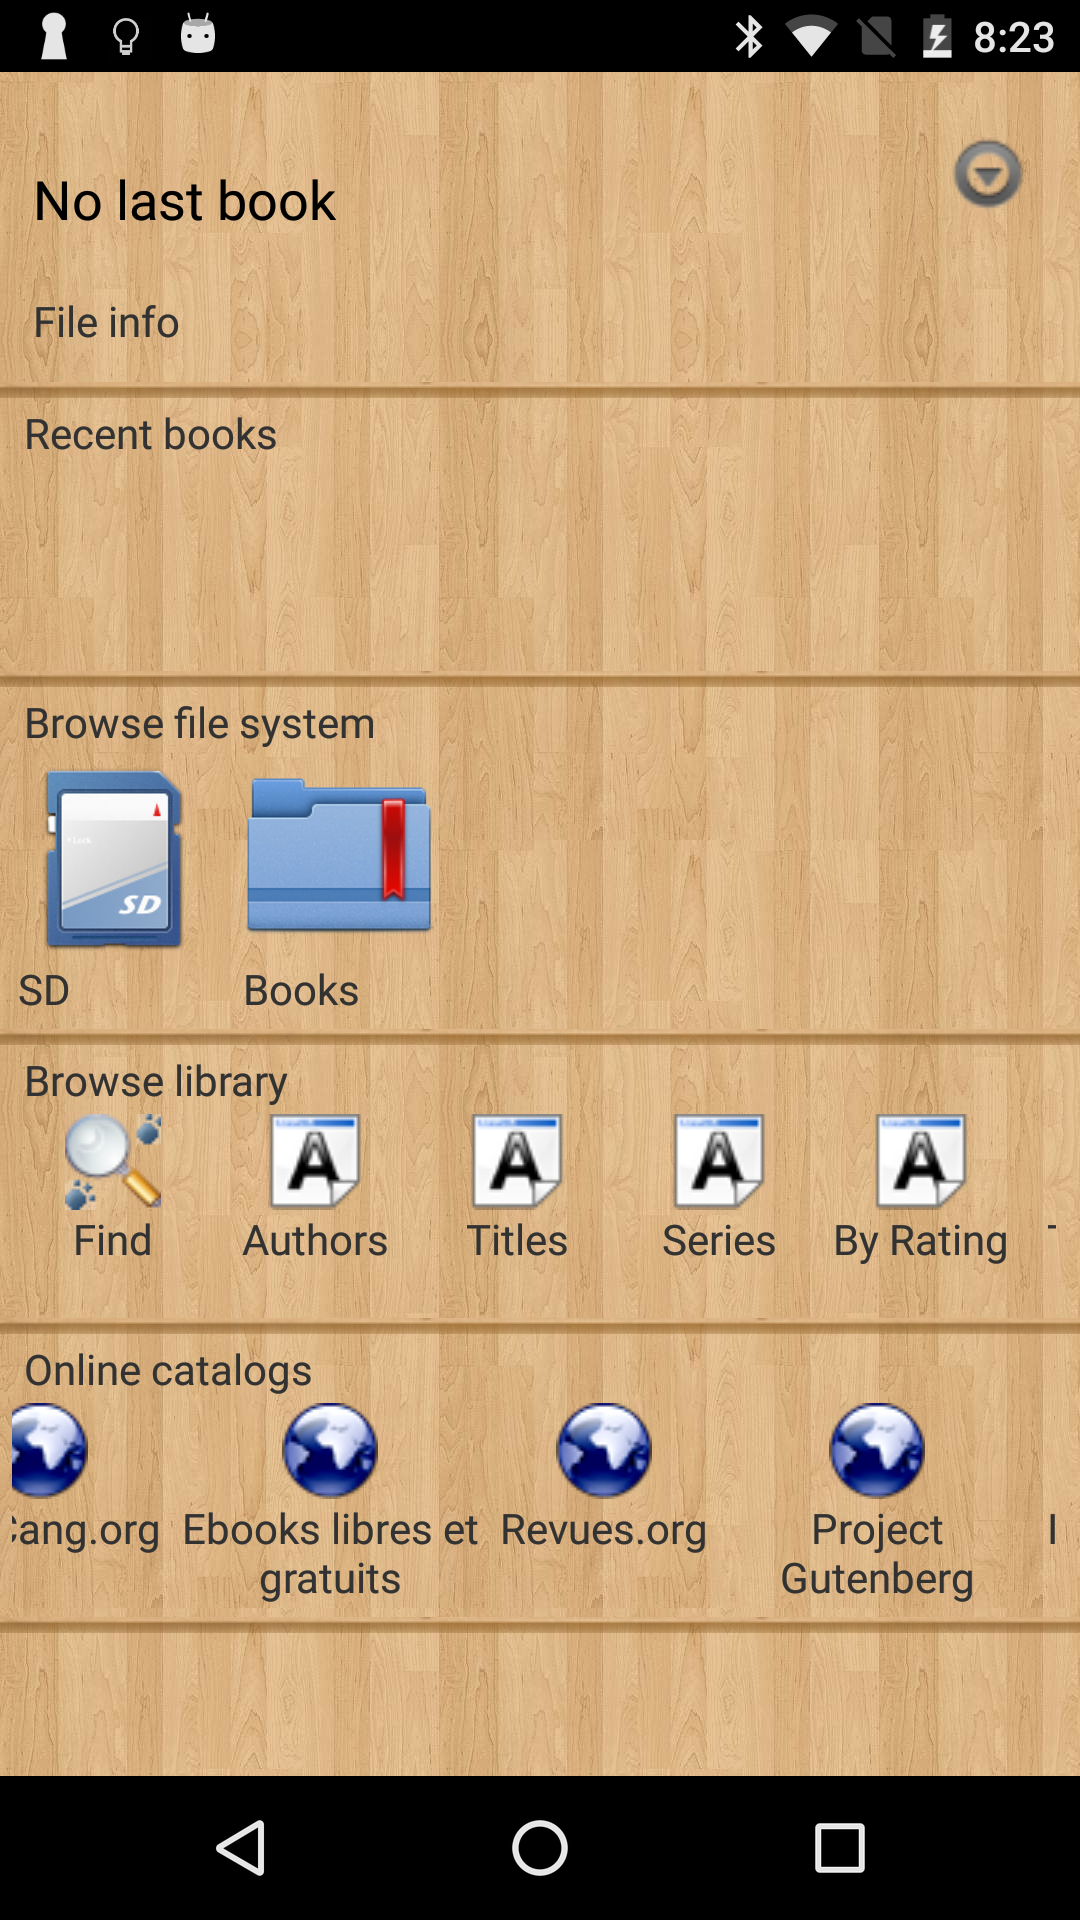 8:23
No last book
File info
Recent books
Browse file system
SD
SD Books
Browse library
A A A A
Find Authors Titles Series By Rating
Online catalogs
ang.org Ebooks libres et Revues.org Project
gratuits Gutenberg